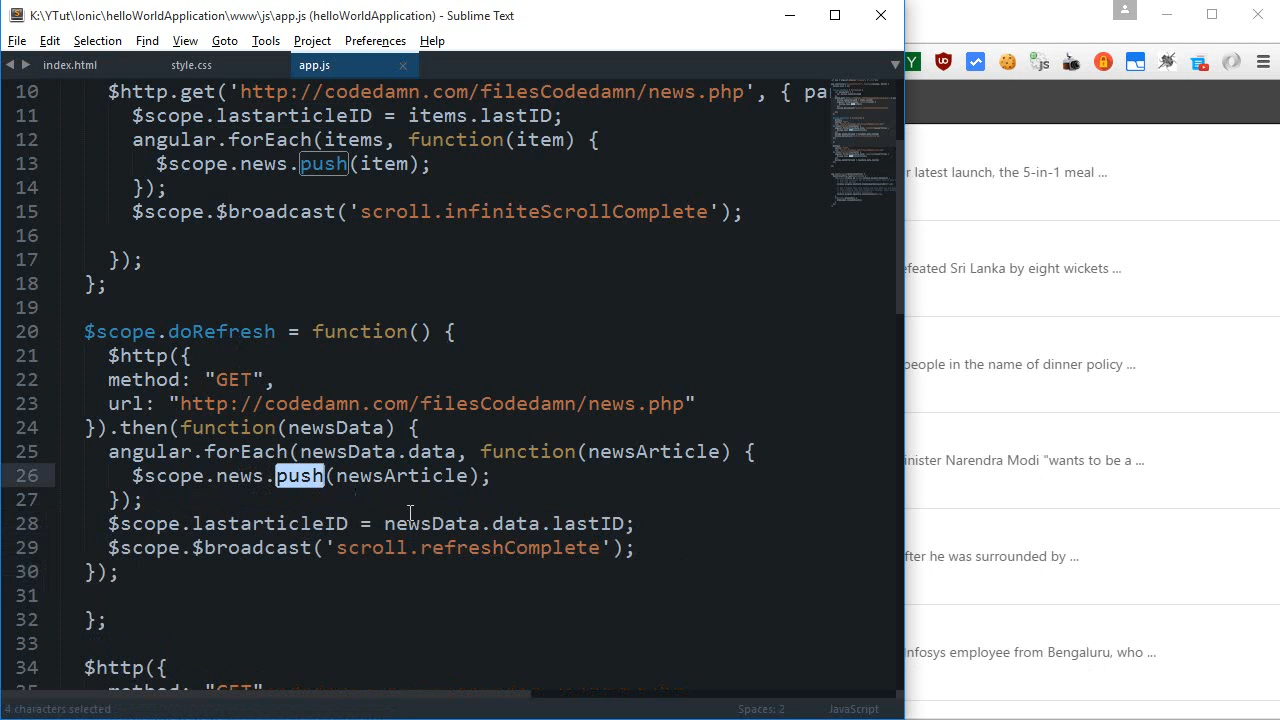 K:\YTut\Ionic\helloWorldApplication\www\js\app.js (helloWorldApplication) - Sublime Text
File Edit Selection Find View Goto Tools Project Preferences Help
index.html style.css app.js
10 $http.get('http://codedamn.com/filesCodedamn/news.php', { pa
11 $scope.lastarticleID = items.lastID;
12 angular.forEach(items, function(item) {
13 $scope.news.push(item);
14 });
15 $scope.$broadcast('scroll.infiniteScrollComplete');
16
17 });
18 };
19
20 $scope.doRefresh = function() {
21 $http({
22 method: "GET",
23 url: "http://codedamn.com/filesCodedamn/news.php"
24 }).then(function(newsData) {
25 angular.forEach(newsData.data, function(newsArticle) {
26 $scope.news.push(newsArticle);
27 });
28 $scope.lastarticleID = newsData.data.lastID;
29 $scope.$broadcast('scroll.refreshComplete');
30 });
31
32 };
33
34 $http({
35 method: "GET"
4 characters selected Spaces: 2 JavaScript
r latest launch, the 5-in-1 meal ...
efeated Sri Lanka by eight wickets ...
people in the name of dinner policy ...
inister Narendra Modi "wants to be a ...
fter he was surrounded by ...
Infosys employee from Bengaluru, who ...